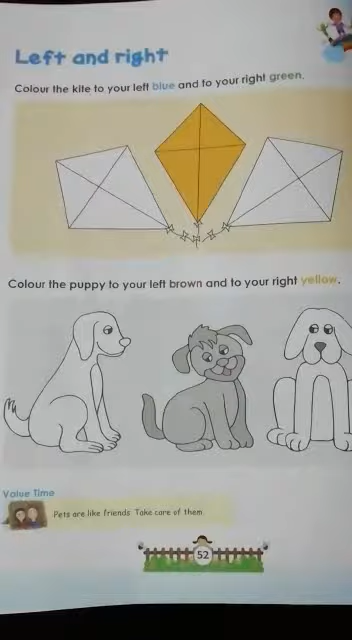 Left and right
Colour the kite to your left blue and to your right green.
Colour the puppy to your left brown and to your right yellow.
Value Time
Pets are like friends. Take care of them.
52